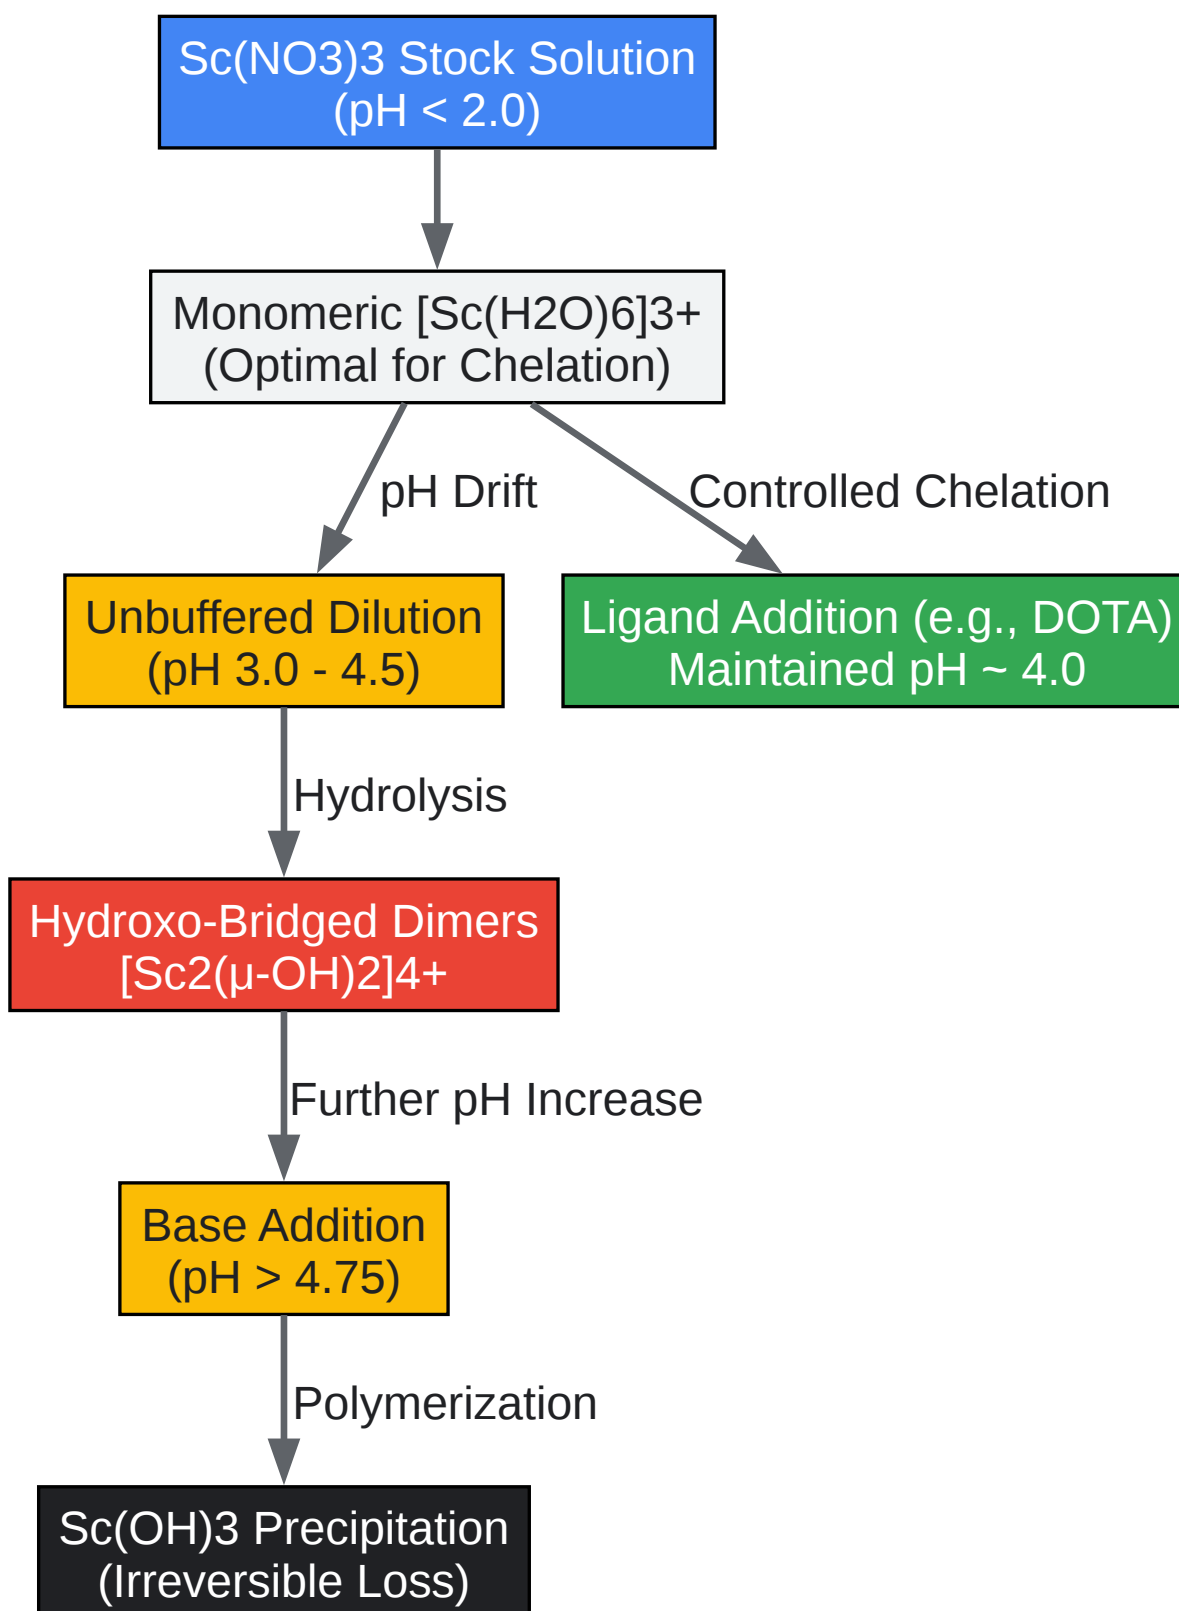 Sc(NO3)3 Stock Solution
(pH < 2.0)
Monomeric [Sc(H2O)6]3+
(Optimal for Chelation)
pH Drift
Controlled Chelation
Unbuffered Dilution
(pH 3.0 - 4.5)
Ligand Addition (e.g., DOTA)
Maintained pH ~ 4.0
Hydrolysis
Hydroxo-Bridged Dimers
[Sc2(μ-OH)2]4+
Further pH Increase
Base Addition
(pH > 4.75)
Polymerization
Sc(OH)3 Precipitation
(Irreversible Loss)